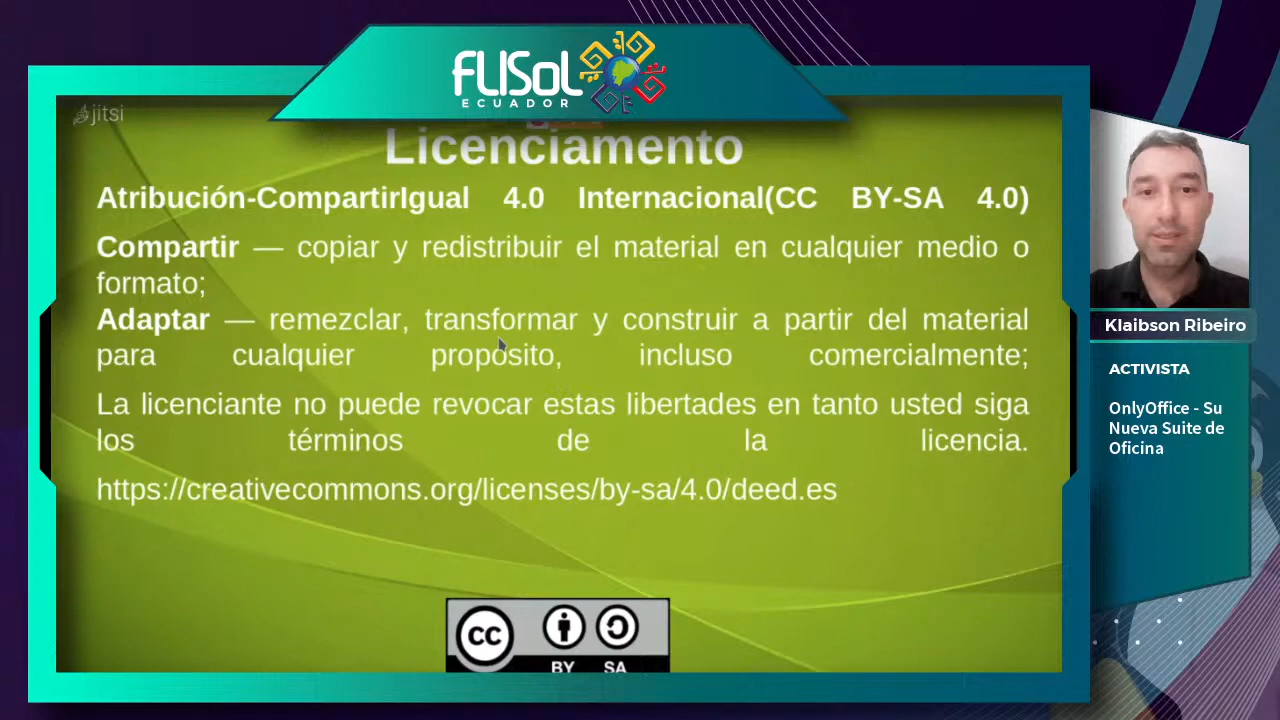 FLISoL
ECUADOR
jitsi
Licenciamento
Atribución-CompartirIgual 4.0 Internacional(CC BY-SA 4.0)
Compartir — copiar y redistribuir el material en cualquier medio o
formato;
Adaptar — remezclar, transformar y construir a partir del material
para cualquier propósito, incluso comercialmente;
La licenciante no puede revocar estas libertades en tanto usted siga
los términos de la licencia.
https://creativecommons.org/licenses/by-sa/4.0/deed.es
CC
BY SA
Klaibson Ribeiro
ACTIVISTA
OnlyOffice - Su
Nueva Suite de
Oficina